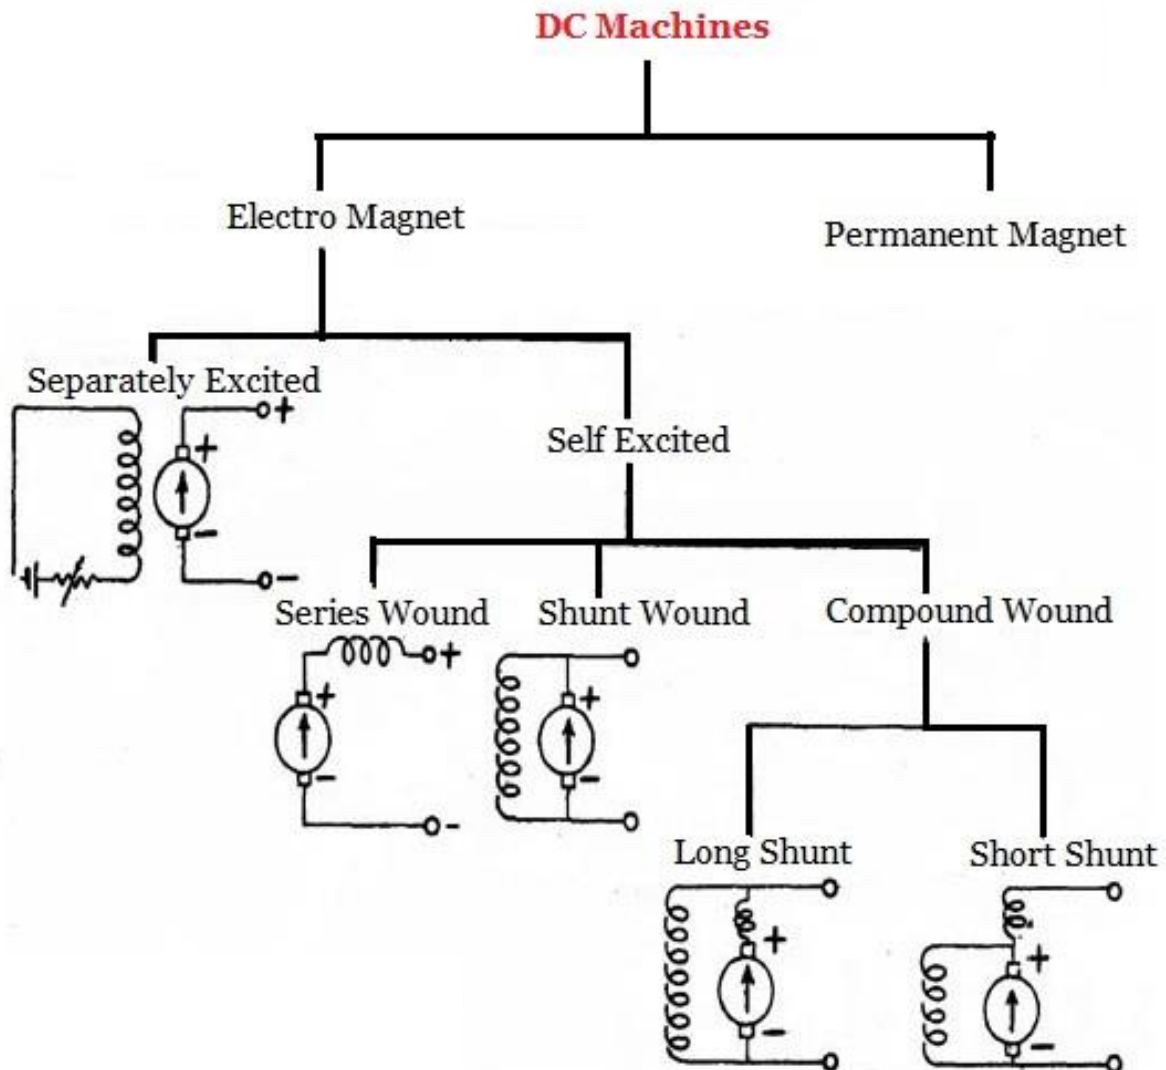 DC Machines
Electro Magnet
Permanent Magnet
Separately Excited
+
+
-
-
Self Excited
Series Wound
Shunt Wound
Compound Wound
+
+
-
-
+
-
Long Shunt
Short Shunt
+
-
+
-